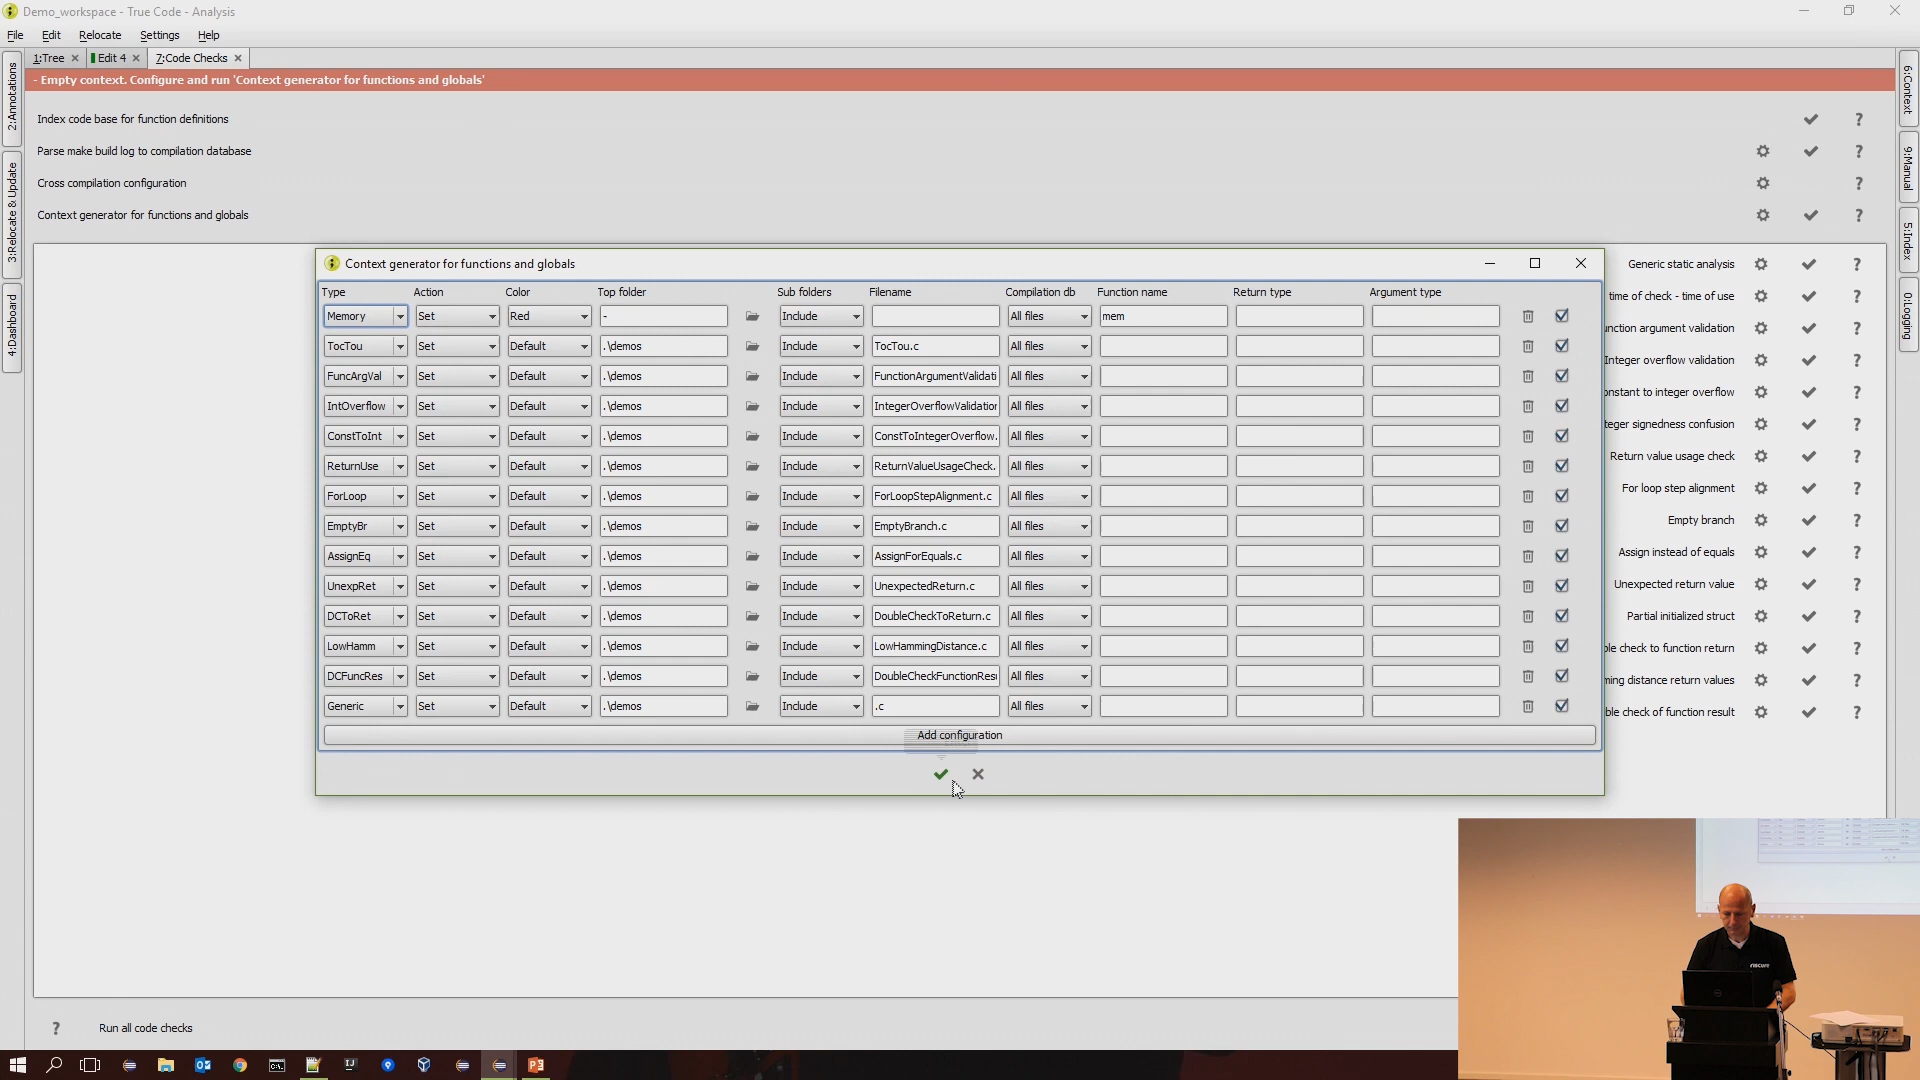 Demo_workspace - True Code - Analysis
File Edit Relocate Settings Help
1:Tree Edit 4 7:Code Checks
- Empty context. Configure and run 'Context generator for functions and globals'
2:Annotations
3:Relocate & Update
4:Dashboard
6:Context
9:Manual
5:Index
0:Logging
Index code base for function definitions ?
Parse make build log to compilation database ?
Cross compilation configuration ?
Context generator for functions and globals ?
Context generator for functions and globals
Type Action Color Top folder Sub folders Filename Compilation db Function name Return type Argument type
Memory Set Red - Include All files mem
TocTou Set Default .\demos Include TocTou.c All files
FuncArgVal Set Default .\demos Include FunctionArgumentValidati All files
IntOverflow Set Default .\demos Include IntegerOverflowValidation All files
ConstToInt Set Default .\demos Include ConstToIntegerOverflow. All files
ReturnUse Set Default .\demos Include ReturnValueUsageCheck. All files
ForLoop Set Default .\demos Include ForLoopStepAlignment.c All files
EmptyBr Set Default .\demos Include EmptyBranch.c All files
AssignEq Set Default .\demos Include AssignForEquals.c All files
UnexpRet Set Default .\demos Include UnexpectedReturn.c All files
DCToRet Set Default .\demos Include DoubleCheckToReturn.c All files
LowHamm Set Default .\demos Include LowHammingDistance.c All files
DCFuncRes Set Default .\demos Include DoubleCheckFunctionResu All files
Generic Set Default .\demos Include .c All files
Add configuration
Generic static analysis ?
time of check - time of use ?
unction argument validation ?
Integer overflow validation ?
onstant to integer overflow ?
teger signedness confusion ?
Return value usage check ?
For loop step alignment ?
Empty branch ?
Assign instead of equals ?
Unexpected return value ?
Partial initialized struct ?
ble check to function return ?
ming distance return values ?
ble check of function result ?
? Run all code checks
riscure